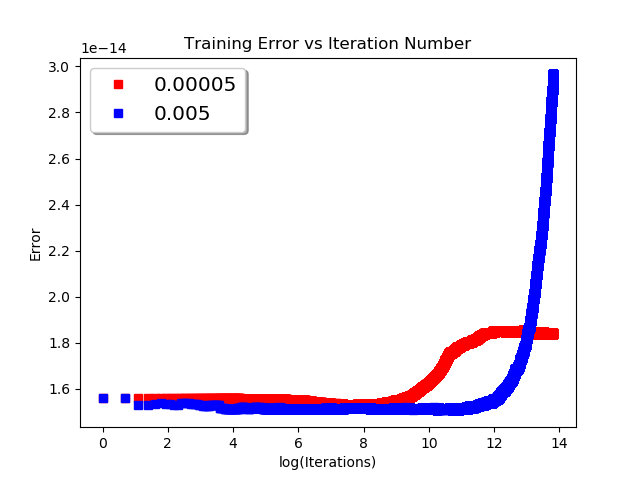 Training Error vs Iteration Number
1e−14
3.0
2.8
2.6
2.4
2.2
2.0
1.8
1.6
Error
0.00005
0.005
0 2 4 6 8 10 12 14
log(Iterations)